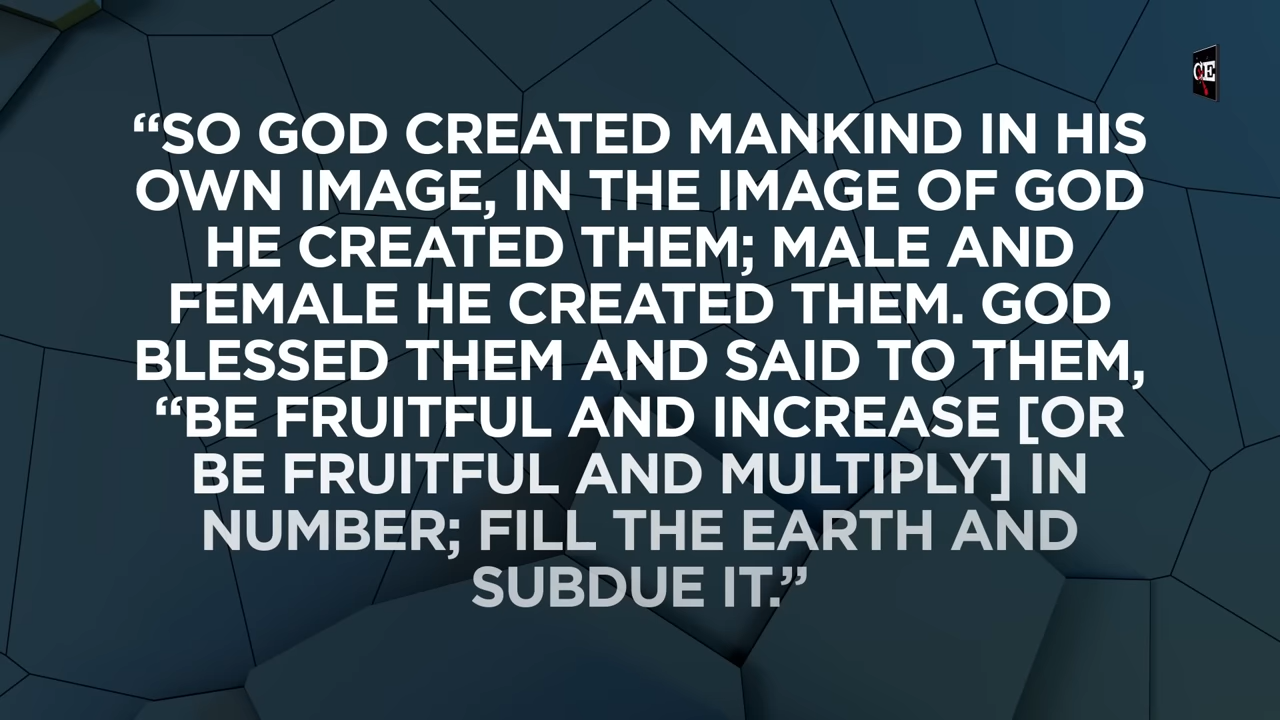 “SO GOD CREATED MANKIND IN HIS
OWN IMAGE, IN THE IMAGE OF GOD
HE CREATED THEM; MALE AND
FEMALE HE CREATED THEM. GOD
BLESSED THEM AND SAID TO THEM,
“BE FRUITFUL AND INCREASE [OR
BE FRUITFUL AND MULTIPLY] IN
NUMBER; FILL THE EARTH AND
SUBDUE IT.”